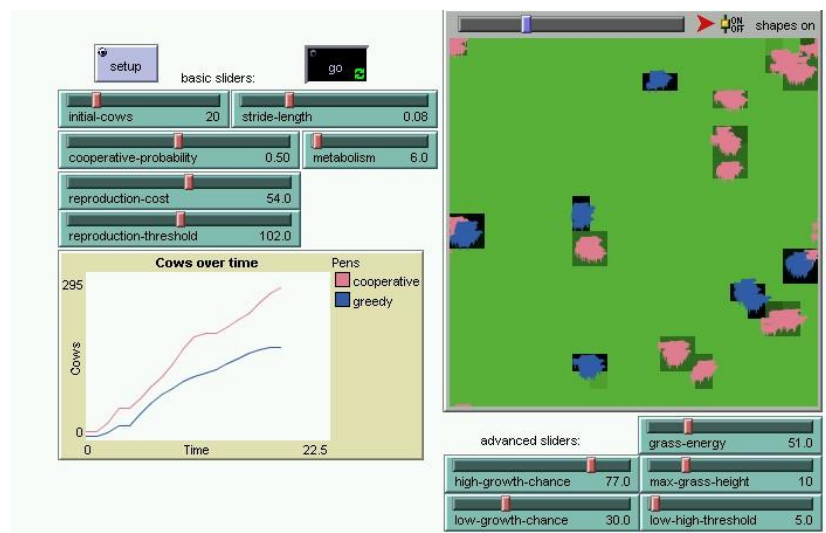 setup
basic sliders:
go
ON
OFF
shapes on
initial-cows 20
stride-length 0.08
cooperative-probability 0.50
metabolism 6.0
reproduction-cost 54.0
reproduction-threshold 102.0
Cows over time
Pens
cooperative
greedy
295
Cows
0
0
Time
22.5
advanced sliders:
grass-energy 51.0
high-growth-chance 77.0
max-grass-height 10
low-growth-chance 30.0
low-high-threshold 5.0